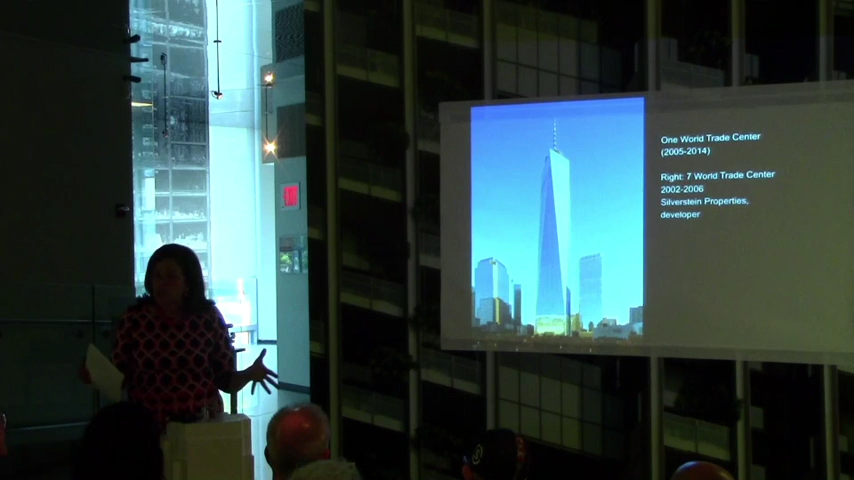 One World Trade Center
(2005-2014)
Right: 7 World Trade Center
2002-2006
Silverstein Properties,
developer